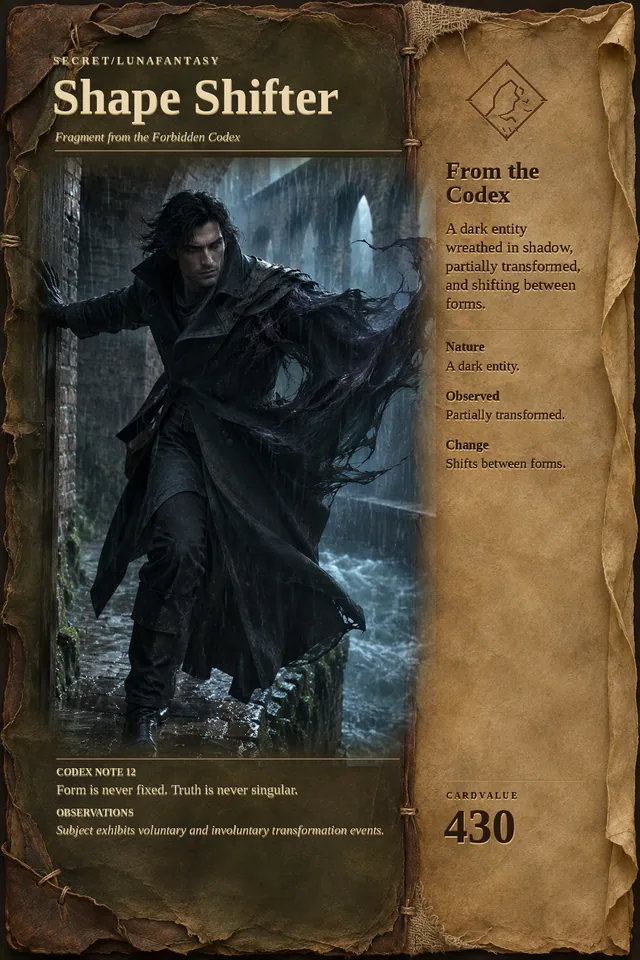 SECRET/LUNAFANTASY
Shape Shifter
Fragment from the Forbidden Codex
From the
Codex
A dark entity
wreathed in shadow,
partially transformed,
and shifting between
forms.
Nature
A dark entity.
Observed
Partially transformed.
Change
Shifts between forms.
CODEX NOTE 12
Form is never fixed. Truth is never singular.
OBSERVATIONS
Subject exhibits voluntary and involuntary transformation events.
CARDVALUE
430